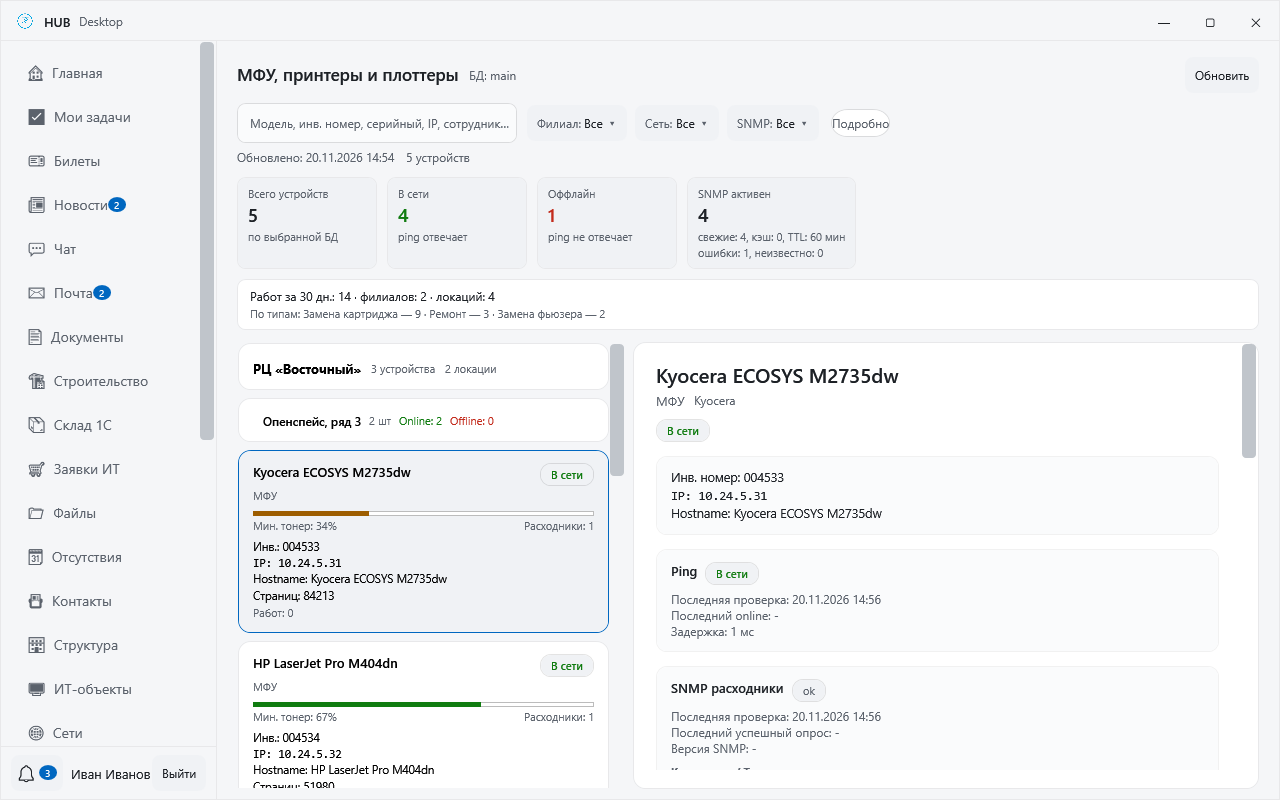 HUB Desktop
Главная
Мои задачи
Билеты
Новости 2
Чат
Почта 2
Документы
Строительство
Склад 1С
Заявки ИТ
Файлы
31 Отсутствия
Контакты
Структура
ИТ-объекты
Сети
3 Иван Иванов Выйти
МФУ, принтеры и плоттеры БД: main
Обновить
Модель, инв. номер, серийный, IP, сотрудник... Филиал: Все Сеть: Все SNMP: Все Подробно
Обновлено: 20.11.2026 14:54 5 устройств
Всего устройств
5
по выбранной БД
В сети
4
ping отвечает
Оффлайн
1
ping не отвечает
SNMP активен
4
свежие: 4, кэш: 0, TTL: 60 мин
ошибки: 1, неизвестно: 0
Работ за 30 дн.: 14 · филиалов: 2 · локаций: 4
По типам: Замена картриджа — 9 · Ремонт — 3 · Замена фьюзера — 2
РЦ «Восточный» 3 устройства 2 локации
Опенспейс, ряд 3 2 шт Online: 2 Offline: 0
Kyocera ECOSYS M2735dw В сети
МФУ
Мин. тонер: 34% Расходники: 1
Инв.: 004533
IP: 10.24.5.31
Hostname: Kyocera ECOSYS M2735dw
Страниц: 84213
Работ: 0
HP LaserJet Pro M404dn В сети
МФУ
Мин. тонер: 67% Расходники: 1
Инв.: 004534
IP: 10.24.5.32
Hostname: HP LaserJet Pro M404dn
Страниц: 51980
Kyocera ECOSYS M2735dw
МФУ Kyocera
В сети
Инв. номер: 004533
IP: 10.24.5.31
Hostname: Kyocera ECOSYS M2735dw
Ping В сети
Последняя проверка: 20.11.2026 14:56
Последний online: -
Задержка: 1 мс
SNMP расходники ok
Последняя проверка: 20.11.2026 14:56
Последний успешный опрос: -
Версия SNMP: -